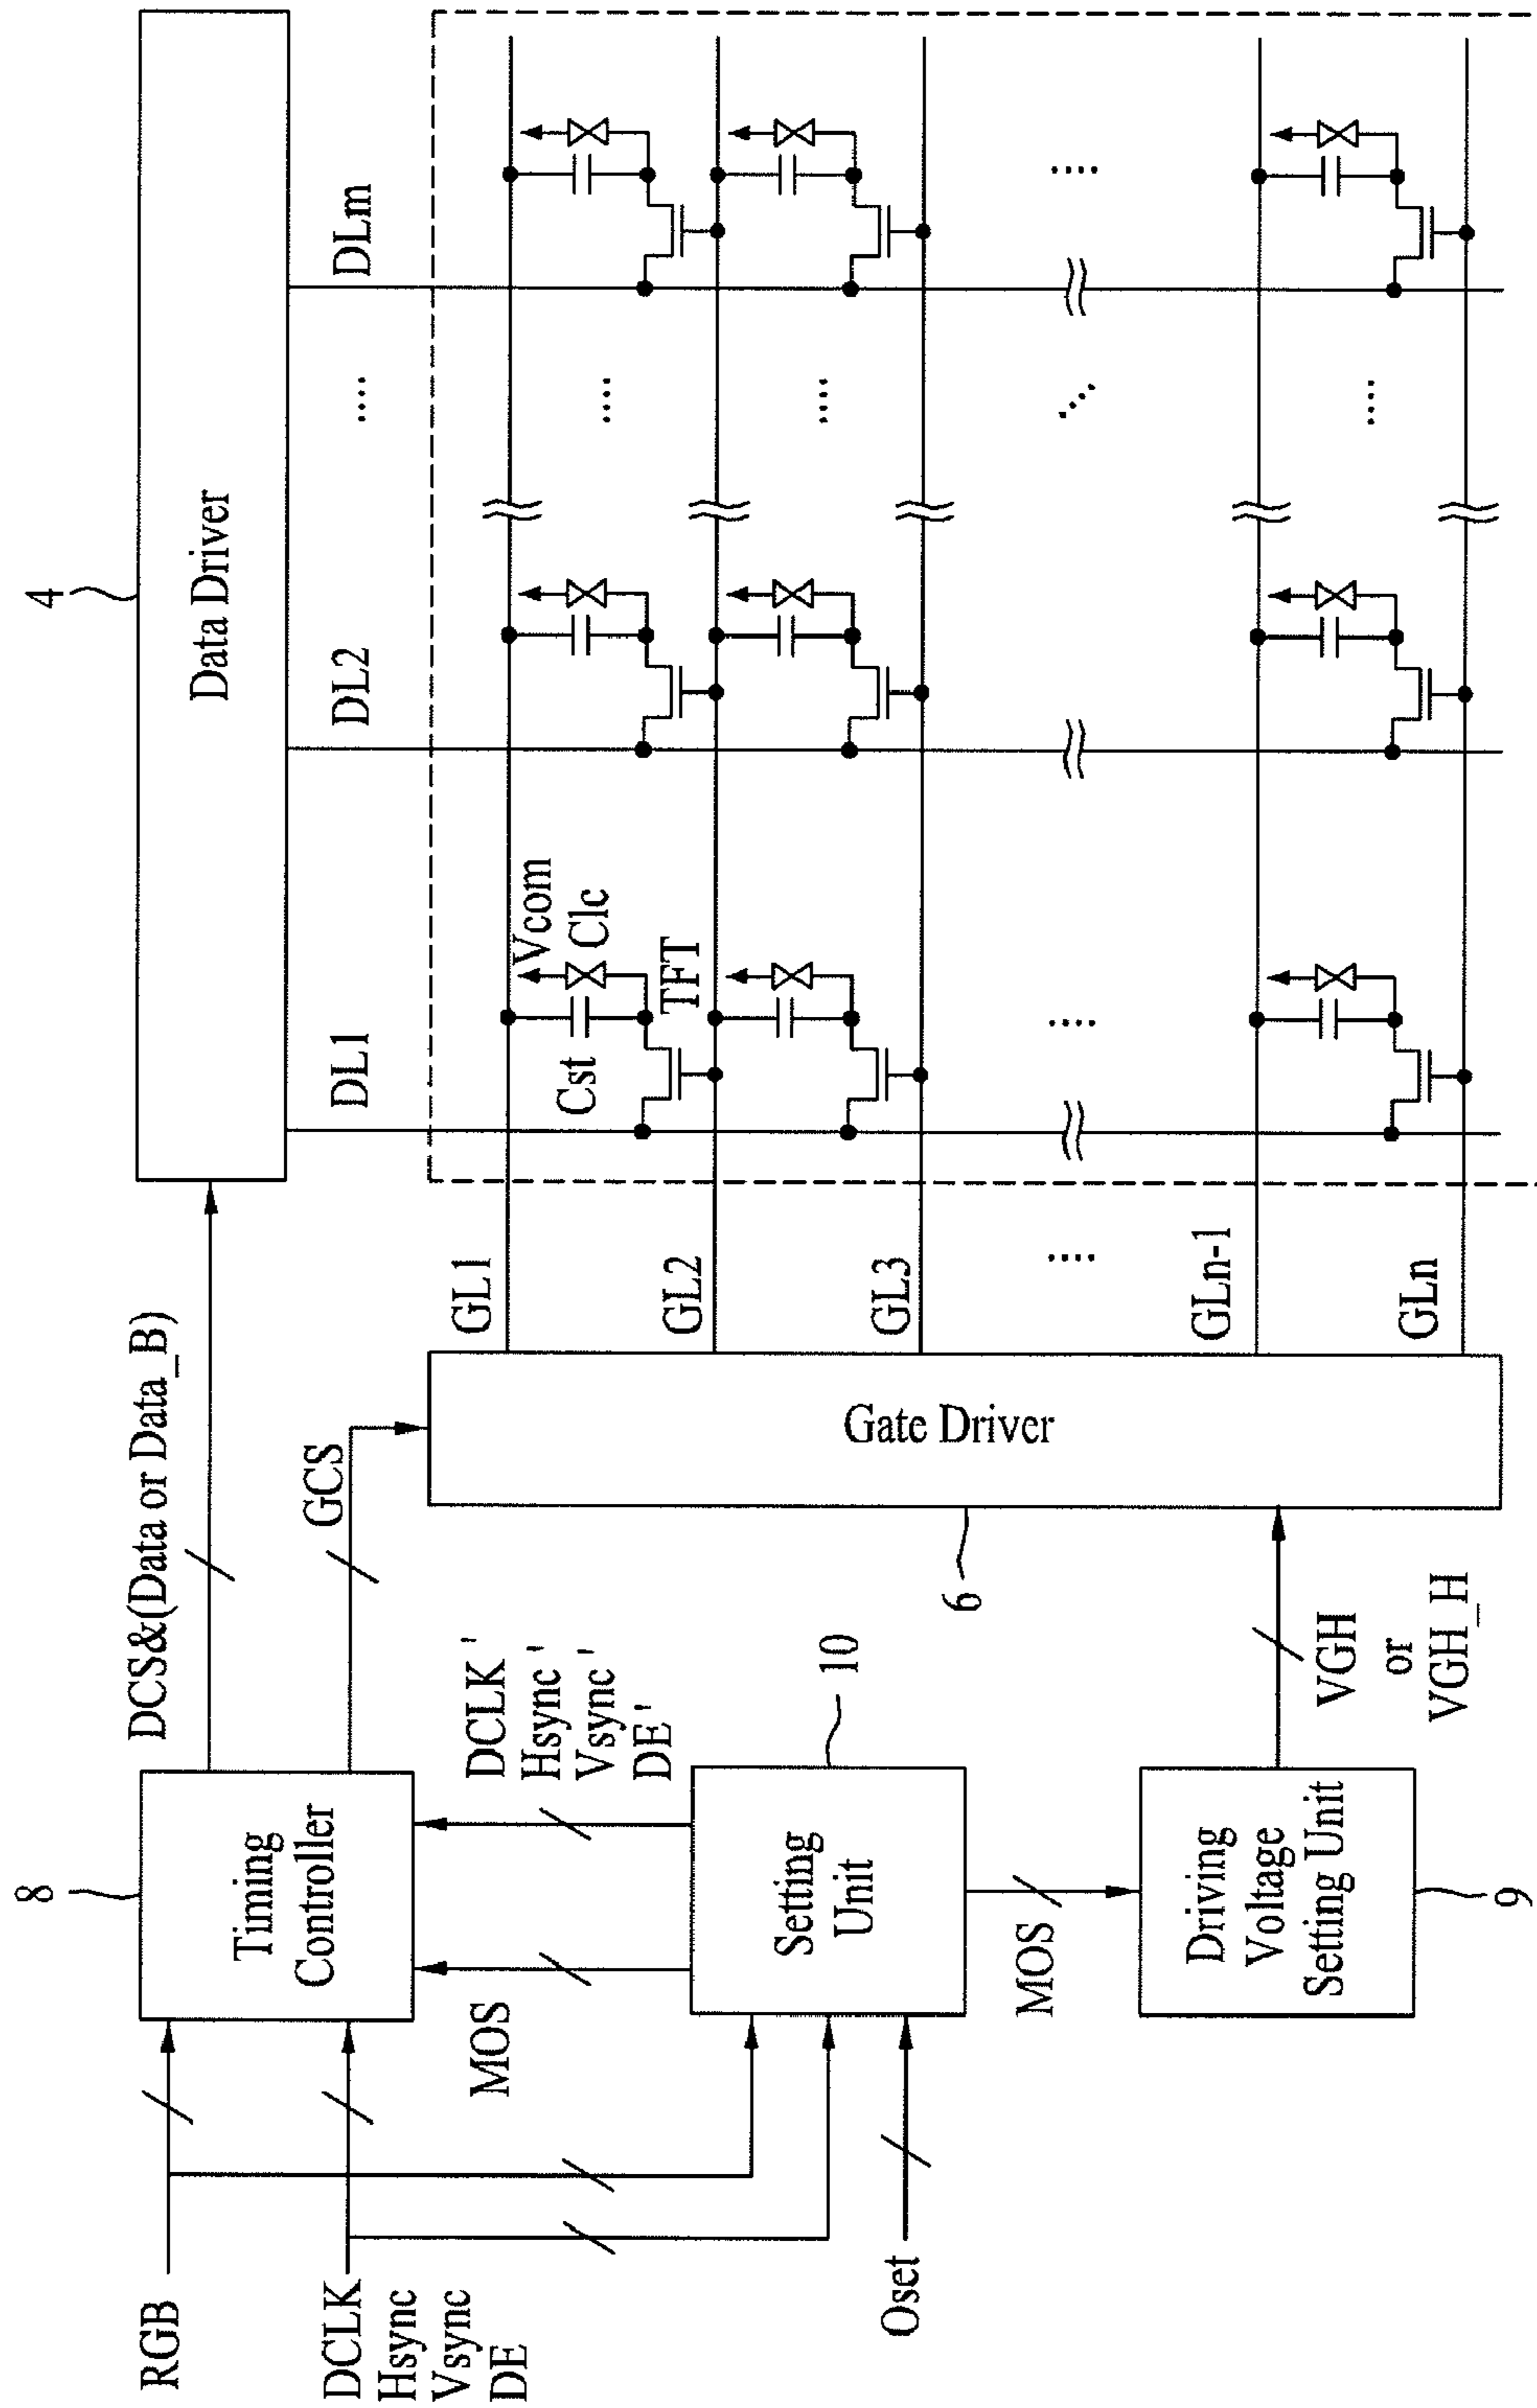 RGB
DCLK
Hsync
Vsync
DE
Oset
8
Timing
Controller
MOS
DCLK'
Hsync'
Vsync'
DE'
10
Setting
Unit
MOS
Driving
Voltage
Setting Unit
9
DCS&(Data or Data_B)
GCS
VGH
or
VGH_H
6
Gate Driver
4
Data Driver
DL1
DL2
....
DLm
GL1
GL2
GL3
....
GLn-1
GLn
Vcom
Cst
Clc
TFT